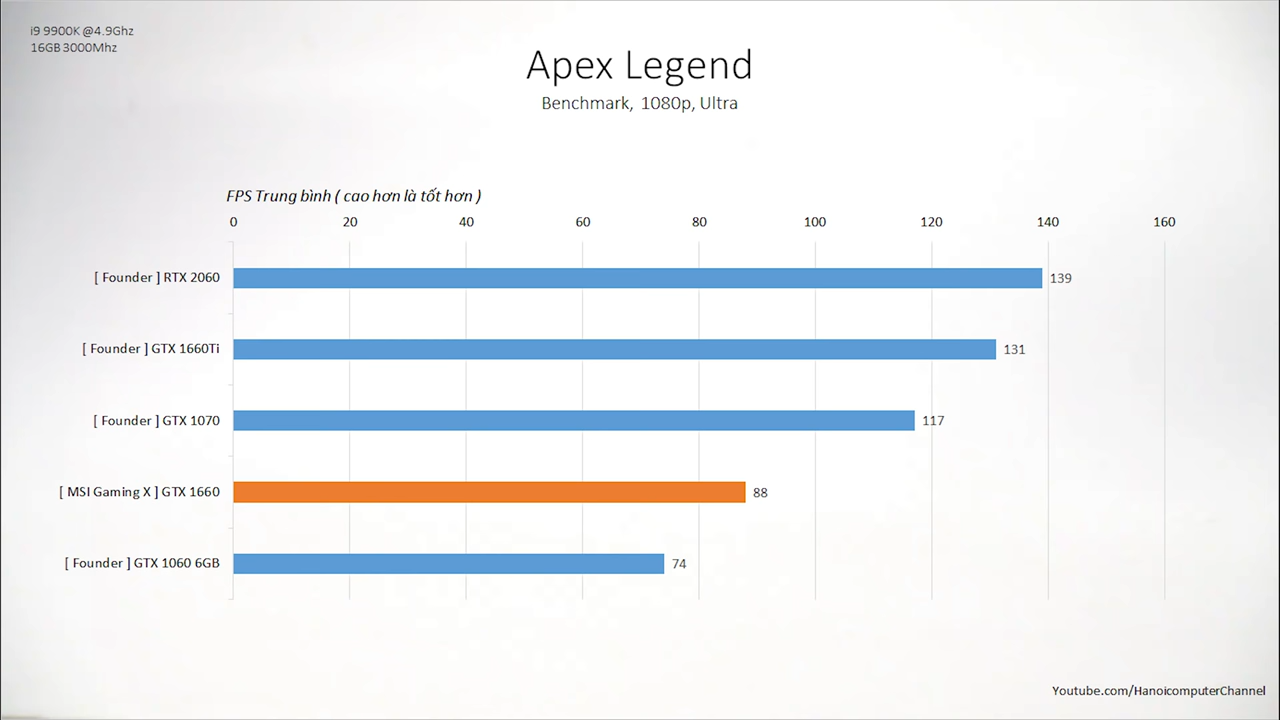 i9 9900K @4.9Ghz
16GB 3000Mhz
Apex Legend
Benchmark, 1080p, Ultra
FPS Trung bình ( cao hơn là tốt hơn )
0 20 40 60 80 100 120 140 160
[ Founder ] RTX 2060 139
[ Founder ] GTX 1660Ti 131
[ Founder ] GTX 1070 117
[ MSI Gaming X ] GTX 1660 88
[ Founder ] GTX 1060 6GB 74
Youtube.com/HanoicomputerChannel